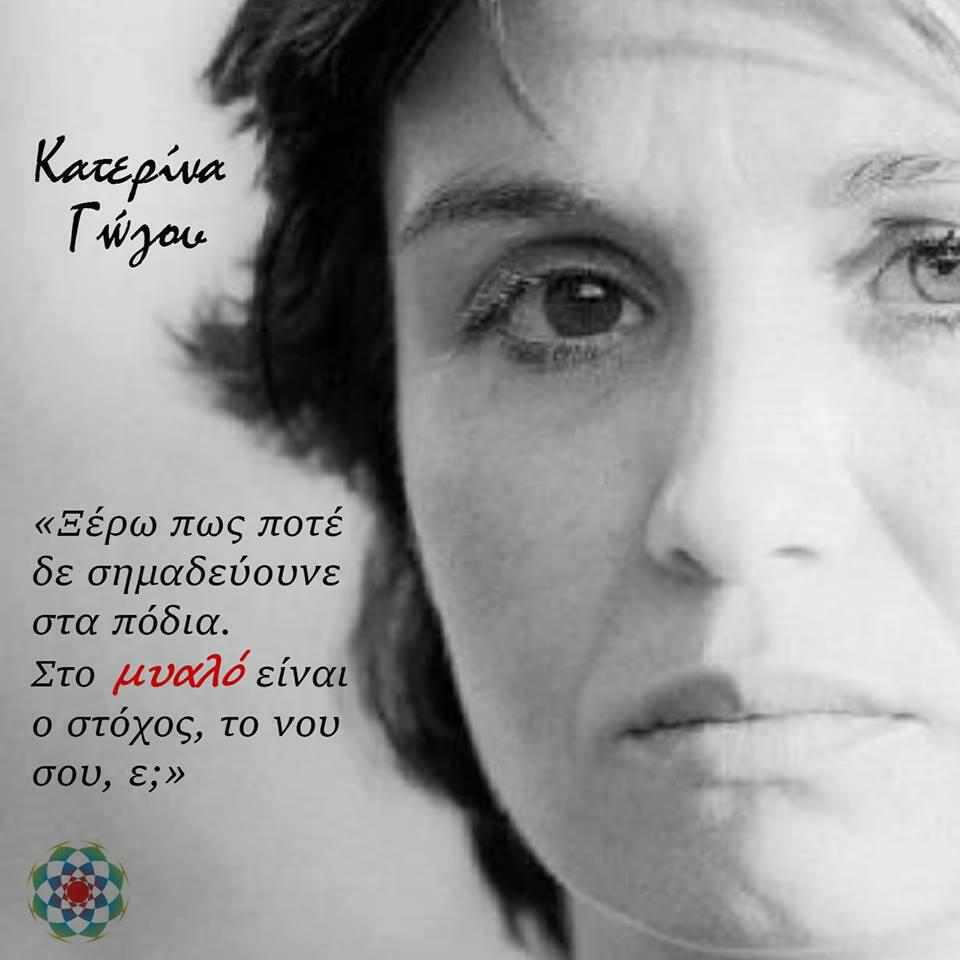 Κατερίνα
Γώγου
«Ξέρω πως ποτέ
δε σημαδεύουνε
στα πόδια.
Στο μυαλό είναι
ο στόχος, το νου
σου, ε;»